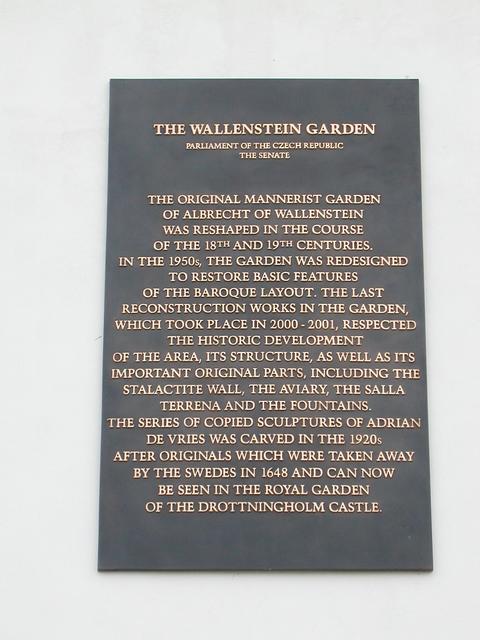 THE WALLENSTEIN GARDEN
PARLIAMENT OF THE CZECH REPUBLIC
THE SENATE
THE ORIGINAL MANNERIST GARDEN
OF ALBRECHT OF WALLENSTEIN
WAS RESHAPED IN THE COURSE
OF THE 18TH AND 19TH CENTURIES.
IN THE 1950s, THE GARDEN WAS REDESIGNED
TO RESTORE BASIC FEATURES
OF THE BAROQUE LAYOUT. THE LAST
RECONSTRUCTION WORKS IN THE GARDEN,
WHICH TOOK PLACE IN 2000 - 2001, RESPECTED
THE HISTORIC DEVELOPMENT
OF THE AREA, ITS STRUCTURE, AS WELL AS ITS
IMPORTANT ORIGINAL PARTS, INCLUDING THE
STALACTITE WALL, THE AVIARY, THE SALLA
TERRENA AND THE FOUNTAINS.
THE SERIES OF COPIED SCULPTURES OF ADRIAN
DE VRIES WAS CARVED IN THE 1920s
AFTER ORIGINALS WHICH WERE TAKEN AWAY
BY THE SWEDES IN 1648 AND CAN NOW
BE SEEN IN THE ROYAL GARDEN
OF THE DROTTNINGHOLM CASTLE.